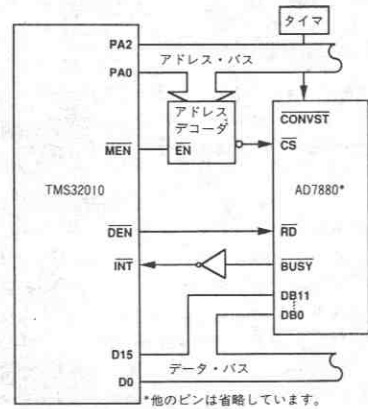 タイマ
PA2
アドレス・バス
PA0
アドレス
デコーダ
CONVST
MEN
EN
CS
TMS32010
AD7880*
DEN
RD
INT
BUSY
DB11
DB0
D15
データ・バス
D0
*他のピンは省略しています。